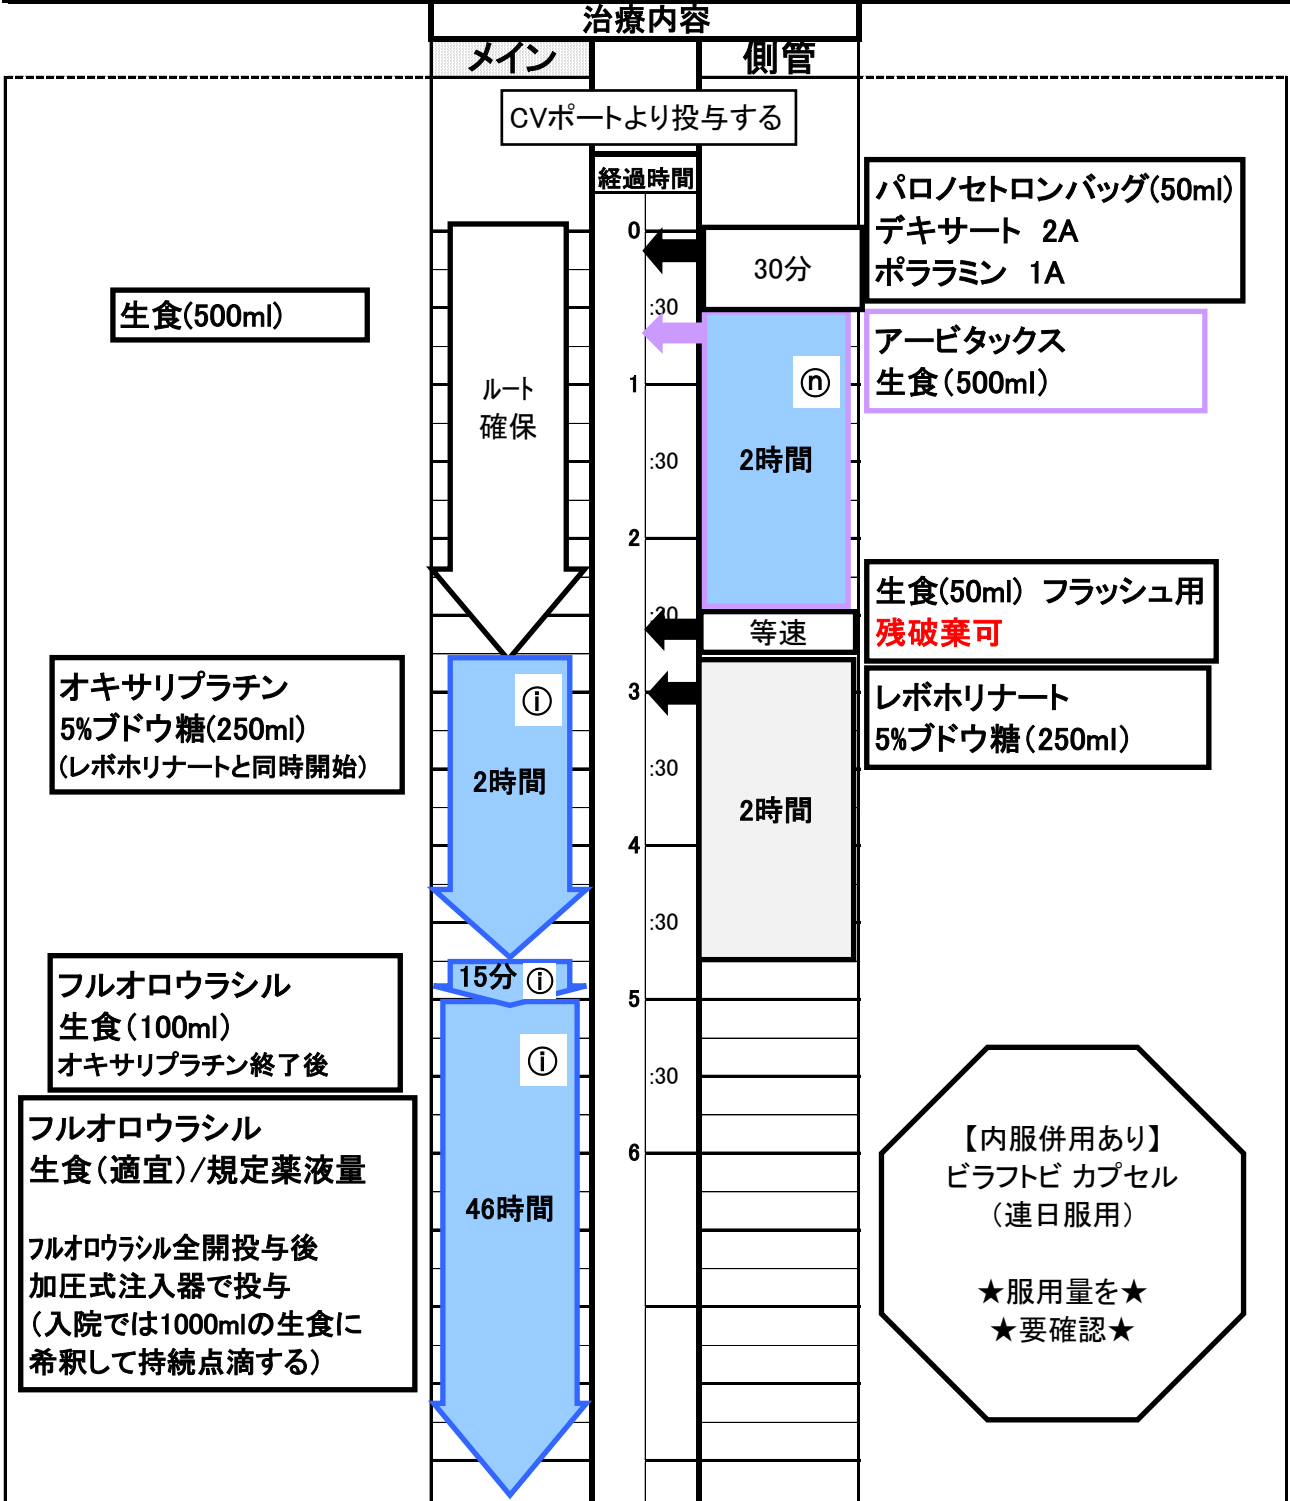 治療内容
メイン
側管
CVポートより投与する
経過時間
パロノセトロンバッグ(50ml)
デキサート 2A
ポララミン 1A
0
30分
:30
生食(500ml)
アービタックス
生食(500ml)
ⓝ
1
ルート
確保
:30
2時間
2
生食(50ml) フラッシュ用
残破棄可
等速
オキサリプラチン
5%ブドウ糖(250ml)
(レボホリナートと同時開始)
ⓘ
3
レボホリナート
5%ブドウ糖(250ml)
2時間
:30
2時間
4
:30
フルオロウラシル
生食(100ml)
オキサリプラチン終了後
15分
ⓘ
5
ⓘ
:30
フルオロウラシル
生食(適宜)/規定薬液量
フルオロウラシル全開投与後
加圧式注入器で投与
(入院では1000mlの生食に
希釈して持続点滴する)
46時間
6
【内服併用あり】
ビラフトビ カプセル
(連日服用)
★服用量を★
★要確認★